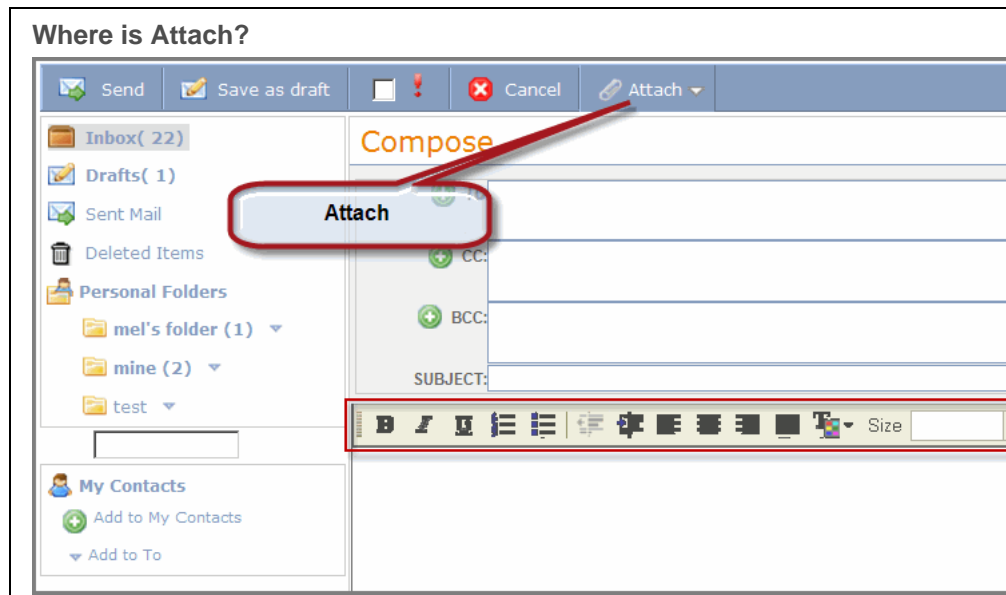 Where is Attach?
Send Save as draft Cancel Attach
Inbox( 22)
Drafts( 1)
Sent Mail
Deleted Items
Personal Folders
mel's folder (1)
mine (2)
test
My Contacts
Add to My Contacts
Add to To
Compose
Attach
CC:
BCC:
SUBJECT:
B I U Size